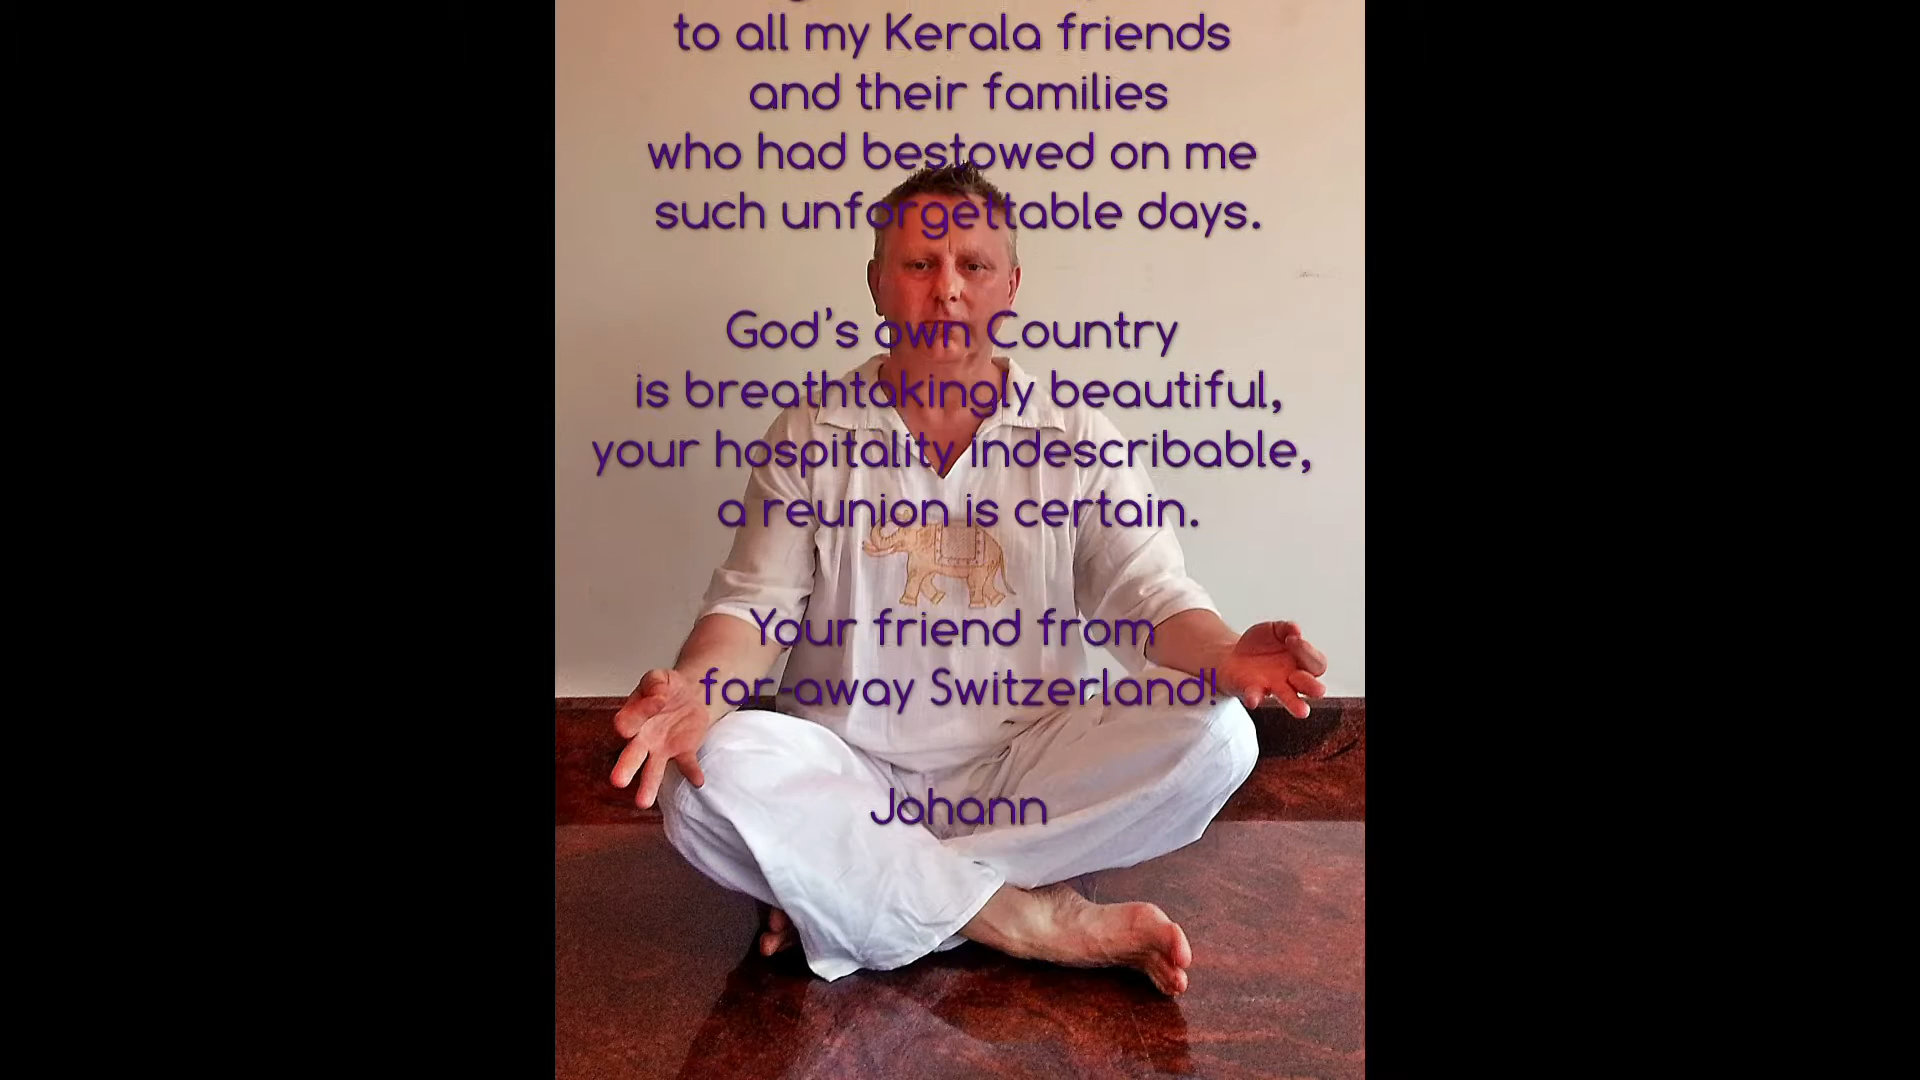 to all my Kerala friends
and their families
who had bestowed on me
such unforgettable days.
God's own Country
is breathtakingly beautiful,
your hospitality indescribable,
a reunion is certain.
Your friend from
far-away Switzerland!
Johann